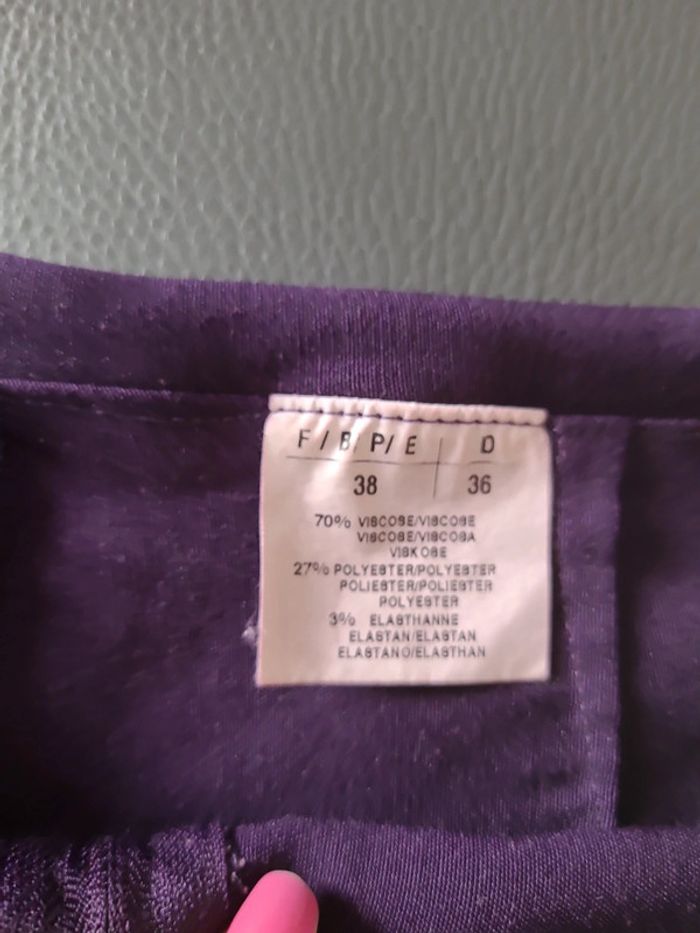 F / B / P / E | D
38 | 36
70% VISCOSE/VISCOSE
VISCOSE/VISCOSA
VISKOSE
27% POLYESTER/POLYESTER
POLIESTER/POLIESTER
POLYESTER
3% ELASTHANNE
ELASTAN/ELASTAN
ELASTANO/ELASTHAN